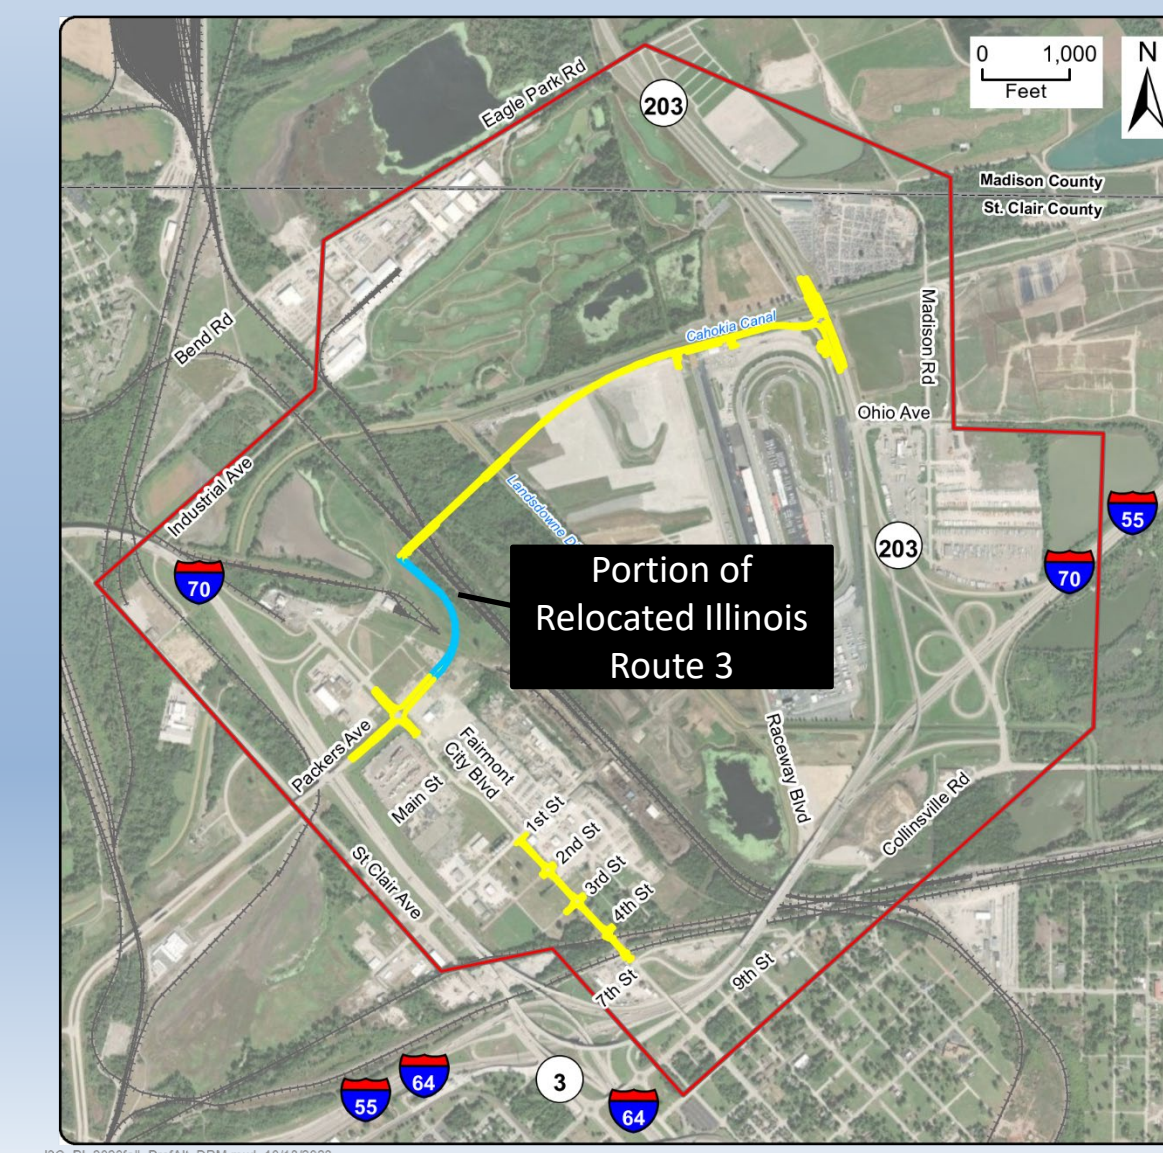 0 1,000
Feet
N
Eagle Park Rd
203
Madison County
St. Clair County
Bend Rd
Cahokia Canal
Madison Rd
Ohio Ave
Industrial Ave
Landsdowne
55
203
70
70
Portion of
Relocated Illinois
Route 3
Packers Ave
Fairmont
City Blvd
Main St
Raceway Blvd
Collinsville Rd
1st St
2nd St
3rd St
4th St
St Clair Ave
7th St
9th St
64
55
3
64